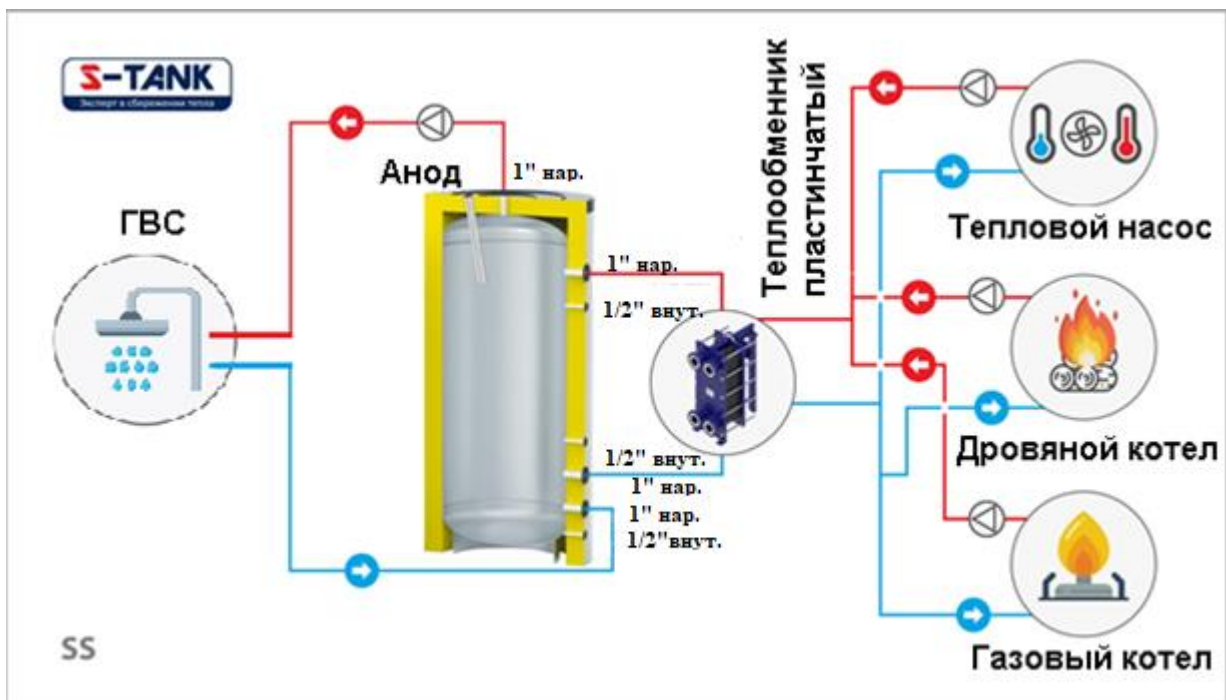 S-TANK
Эксперт в сбережении тепла
Анод
1" нар.
ГВС
1" нар.
1/2" внут.
1/2" внут.
1" нар.
1" нар.
1/2"внут.
Теплообменник
пластинчатый
Тепловой насос
Дровяной котел
Газовый котел
SS